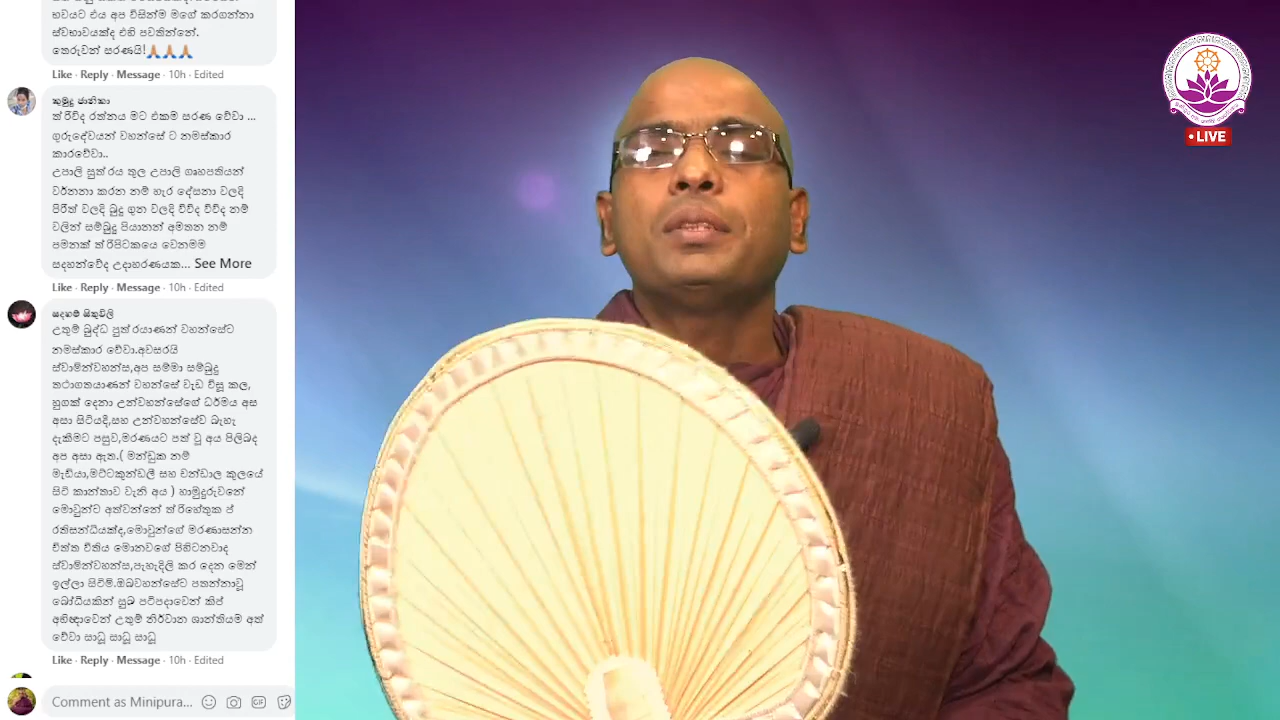 භවයට එය අප විසින්ම මගේ කරගන්නා
ස්වභාවයක්ද එහි පවතින්නේ.
තෙරුවන් සරණයි!🙏🙏🙏
Like · Reply · Message · 10h · Edited
කුමුදු ජානිකා
ත්‍රිවිද රත්නය මට එකම සරණ වේවා ...
ගුරුදේවයන් වහන්සේ ට නමස්කාර
කාරවේවා..
උපාලි සූත්‍රය තුල උපාලි ගෘහපතියන්
වර්නනා කරන නම් හැර දේසනා වලදි
පිරිත් වලදි බුදු ගුන වලදි විවිද විවිද නම්
වලින් සම්බුදු පියානන් අමතන නම්
පමනක් ත්‍රිපිටකයෙ වෙනමම
සදහන්වේද උදාහරණයක... See More
Like · Reply · Message · 10h · Edited
සදහම් සිතුවිලි
උතුම් බුද්ධ පුත්‍රයාණන් වහන්සේට
නමස්කාර වේවා.අවසරයි
ස්වාමින්වහන්ස,අප සම්මා සම්බුදු
තථාගතයාණන් වහන්සේ වැඩ විසූ කල,
හුගක් දෙනා උන්වහන්සේගේ ධර්මය අස
අසා සිටියදී,සහ උන්වහන්සේව බැහැ
දැකීමට පසුව,මරණයට පත් වු අය පිලිබද
අප අසා ඇත.( මන්ඩුක නම්
මැඩියා,මට්ටකුන්ඩලී සහ චන්ඩාල කුලයේ
සිටි කාන්තාව වැනි අය ) හාමුදුරුවනේ
මොවුන්ට අත්වන්නේ ත්‍රිහේතුක ප්‍
රතිසන්ධියක්ද,මොවුන්ගේ මරණාසන්න
චිත්ත විතිය මොනවගේ පිහිටනවාද
ස්වාමින්වහන්ස,පැහැදිලි කර දෙන මෙන්
ඉල්ලා සිටිමි.ඔබවහන්සේට පතන්නාවූ
බෝධියකින් සුඛ පටිපදාවෙන් කිප්
අභිඥාවෙන් උතුම් නිර්වාන ශාන්තියම අත්
වේවා සාධූ සාධූ සාධූ
Like · Reply · Message · 10h · Edited
Comment as Minipura...
GIF
• LIVE